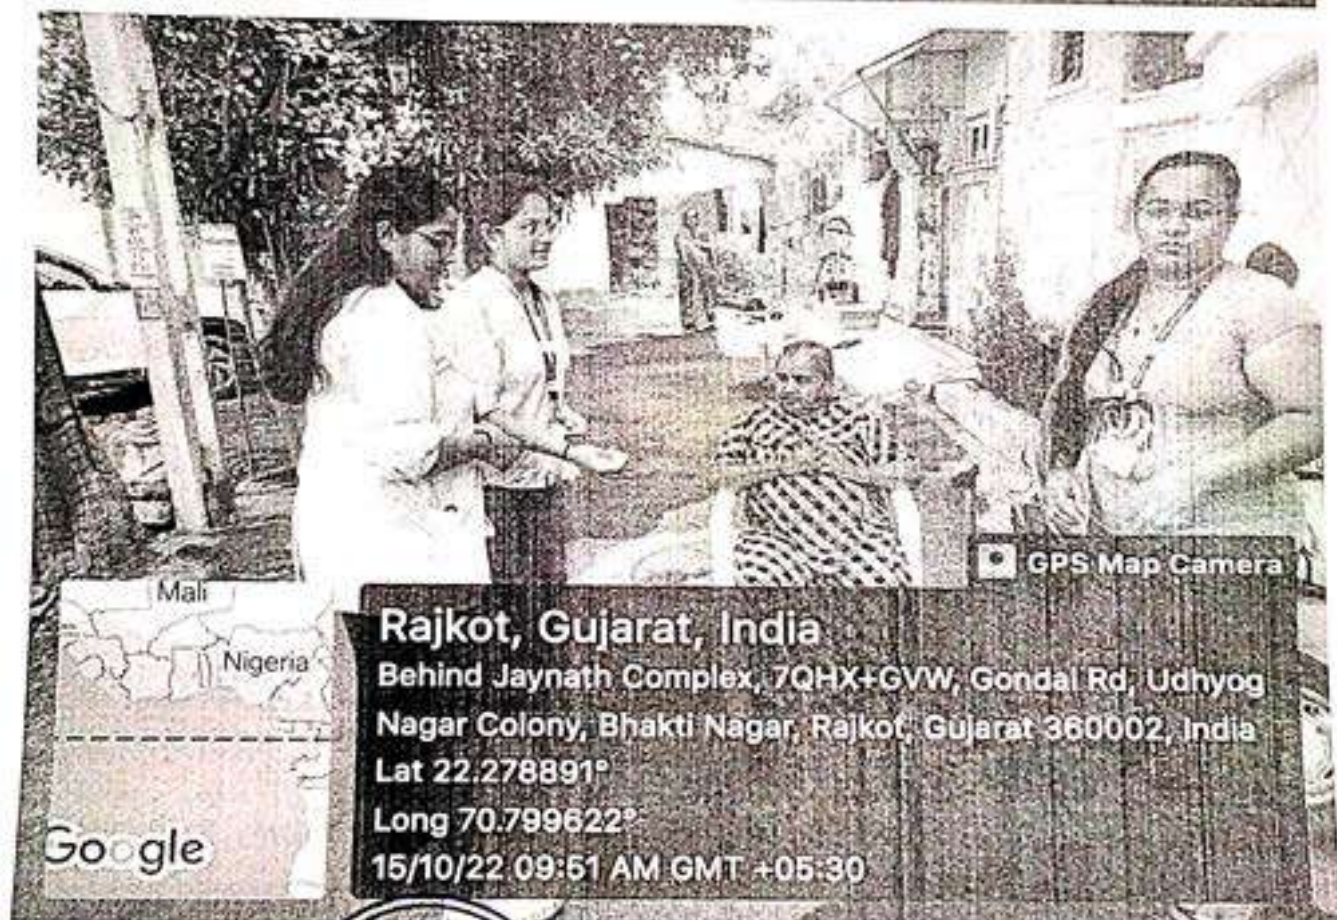 GPS Map Camera
Mali
Nigeria
Google
Rajkot, Gujarat, India
Behind Jaynath Complex, 7QHX+GVW, Gondal Rd, Udhyog
Nagar Colony, Bhakti Nagar, Rajkot, Gujarat 360002, India
Lat 22.278891°
Long 70.799622°
15/10/22 09:51 AM GMT +05:30